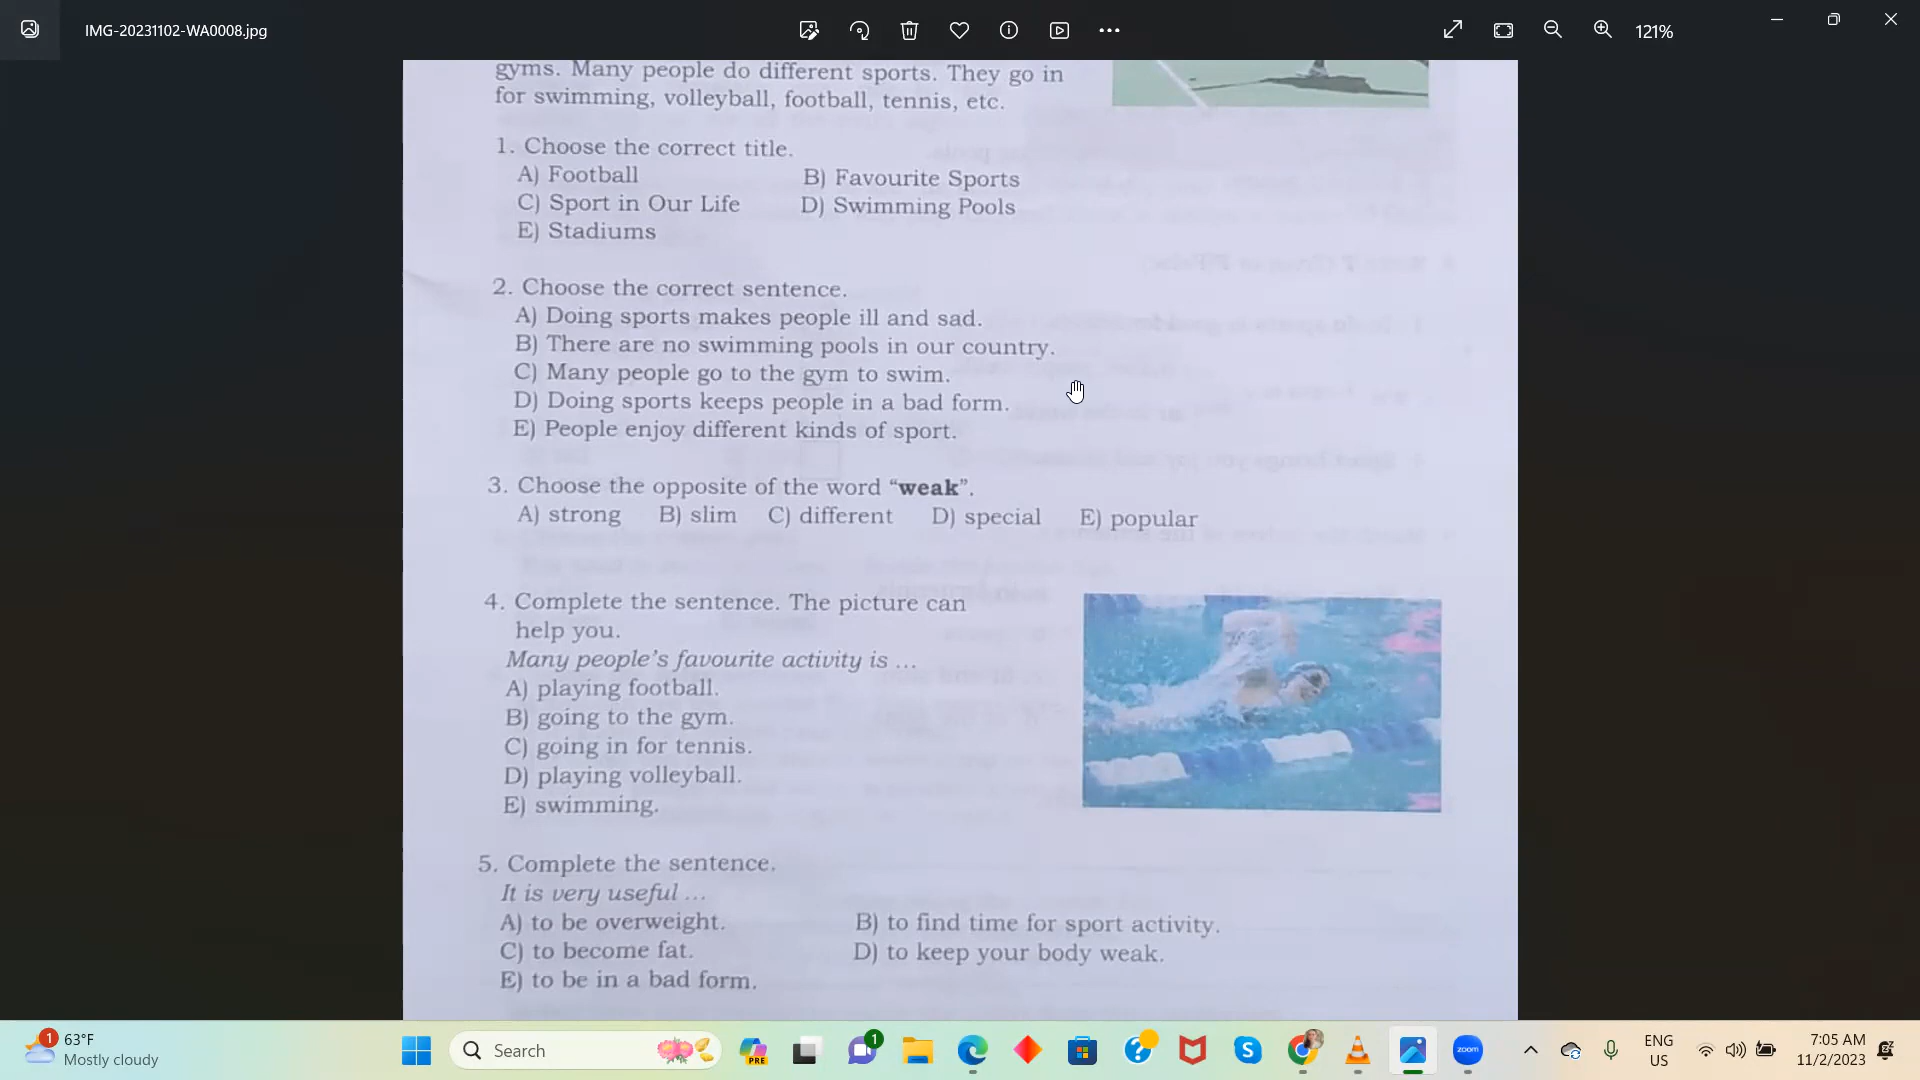 IMG-20231102-WA0008.jpg
121%
gyms. Many people do different sports. They go in
for swimming, volleyball, football, tennis, etc.
1. Choose the correct title.
A) Football B) Favourite Sports
C) Sport in Our Life D) Swimming Pools
E) Stadiums
2. Choose the correct sentence.
A) Doing sports makes people ill and sad.
B) There are no swimming pools in our country.
C) Many people go to the gym to swim.
D) Doing sports keeps people in a bad form.
E) People enjoy different kinds of sport.
3. Choose the opposite of the word “weak”.
A) strong B) slim C) different D) special E) popular
4. Complete the sentence. The picture can
help you.
Many people’s favourite activity is ...
A) playing football.
B) going to the gym.
C) going in for tennis.
D) playing volleyball.
E) swimming.
5. Complete the sentence.
It is very useful ...
A) to be overweight. B) to find time for sport activity.
C) to become fat. D) to keep your body weak.
E) to be in a bad form.
1
63°F
Mostly cloudy
Search
PRE
1
zoom
ENG
US
7:05 AM
11/2/2023